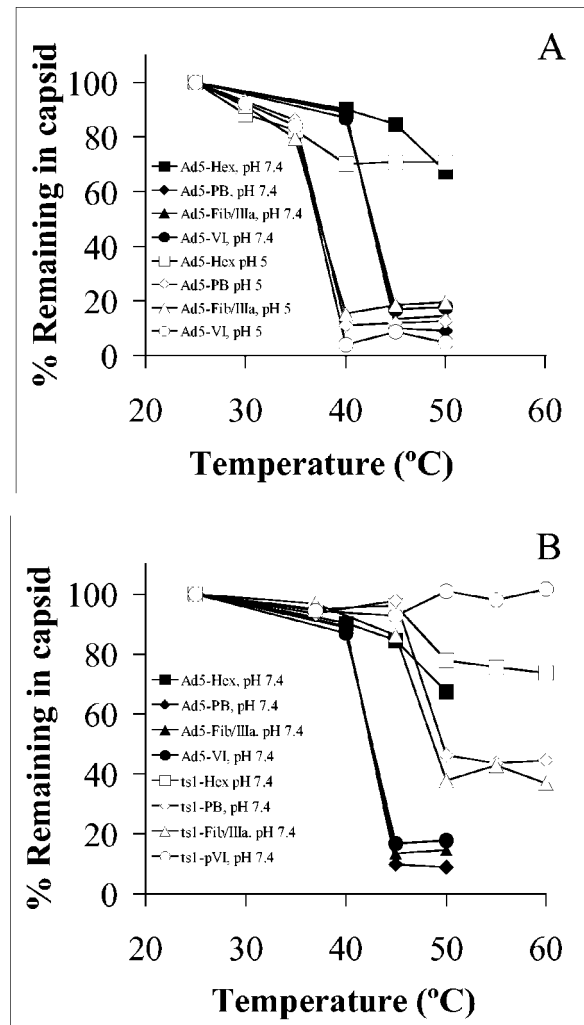 A
% Remaining in capsid
100
80
60
40
20
0
Ad5-Hex, pH 7.4
Ad5-PB, pH 7.4
Ad5-Fib/IIIa, pH 7.4
Ad5-VI, pH 7.4
Ad5-Hex pH 5
Ad5-PB pH 5
Ad5-Fib/IIIa, pH 5
Ad5-VI, pH 5
20 30 40 50 60
Temperature (ºC)
B
% Remaining in capsid
100
80
60
40
20
0
Ad5-Hex, pH 7.4
Ad5-PB, pH 7.4
Ad5-Fib/IIIa. pH 7.4
Ad5-VI, pH 7.4
ts1-Hex pH 7.4
ts1-PB, pH 7.4
ts1-Fib/IIIa. pH 7.4
ts1-pVI, pH 7.4
20 30 40 50 60
Temperature (ºC)